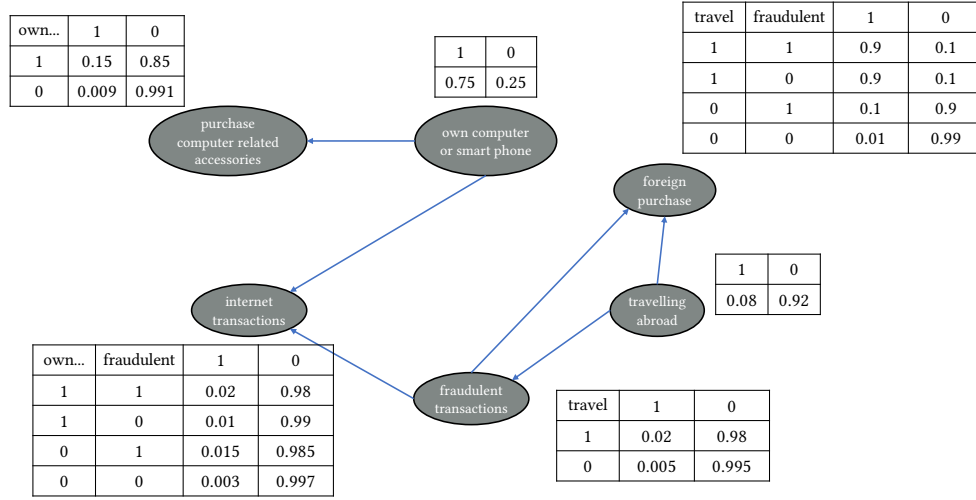 own... 1 0
1 0.15 0.85
0 0.009 0.991
1 0
0.75 0.25
travel fraudulent 1 0
1 1 0.9 0.1
1 0 0.9 0.1
0 1 0.1 0.9
0 0 0.01 0.99
purchase
computer related
accessories
own computer
or smart phone
foreign
purchase
1 0
0.08 0.92
internet
transactions
travelling
abroad
own... fraudulent 1 0
1 1 0.02 0.98
1 0 0.01 0.99
0 1 0.015 0.985
0 0 0.003 0.997
fraudulent
transactions
travel 1 0
1 0.02 0.98
0 0.005 0.995